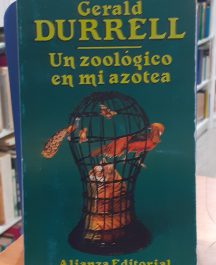 Gerald
DURRELL
Un zoológico
en mi azotea
Alianza Editorial